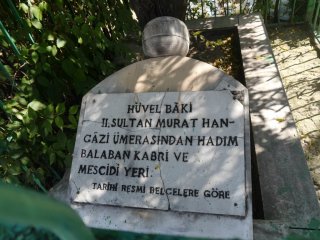 HÜVEL BÂKİ
II. SULTAN MURAT HAN-
GÂZİ ÜMERASINDAN HADIM
BALABAN KABRİ VE
MESCİDİ YERİ.
TARİHİ RESMİ BELGELERE GÖRE